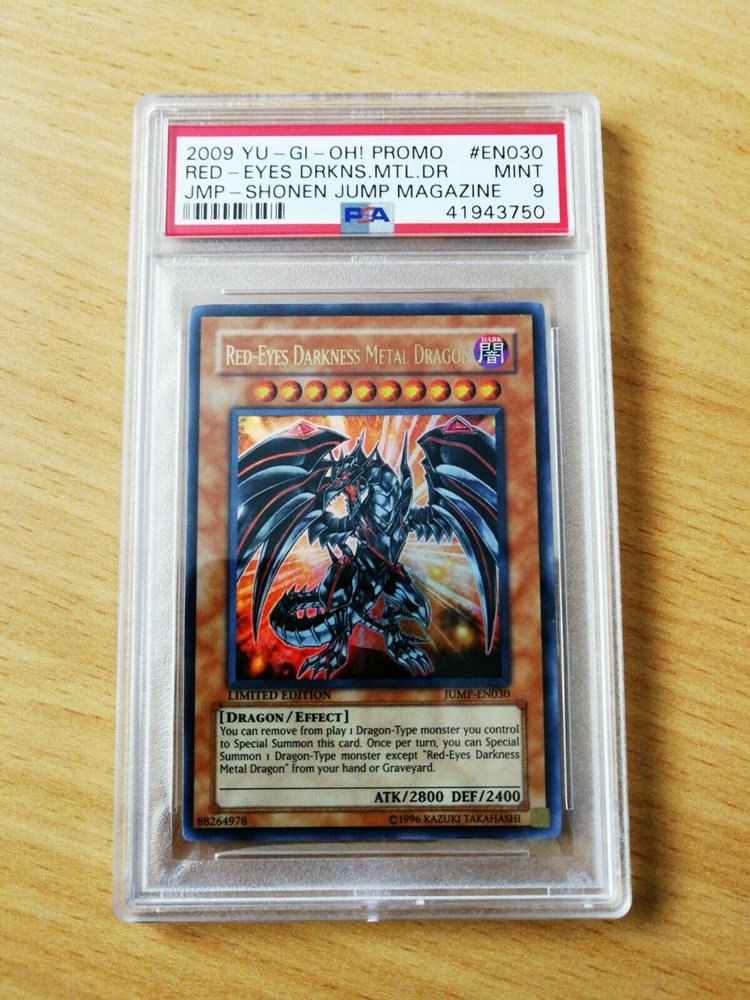 2009 YU-GI-OH! PROMO #EN030
RED-EYES DRKNS.MTL.DR MINT
JMP-SHONEN JUMP MAGAZINE 9
PSA 41943750
RED-EYES DARKNESS METAL DRAGON
DARK
闇
LIMITED EDITION JUMP-EN030
[DRAGON/EFFECT]
You can remove from play 1 Dragon-Type monster you control
to Special Summon this card. Once per turn, you can Special
Summon 1 Dragon-Type monster except "Red-Eyes Darkness
Metal Dragon" from your hand or Graveyard.
ATK/2800 DEF/2400
88264978 ©1996 KAZUKI TAKAHASHI